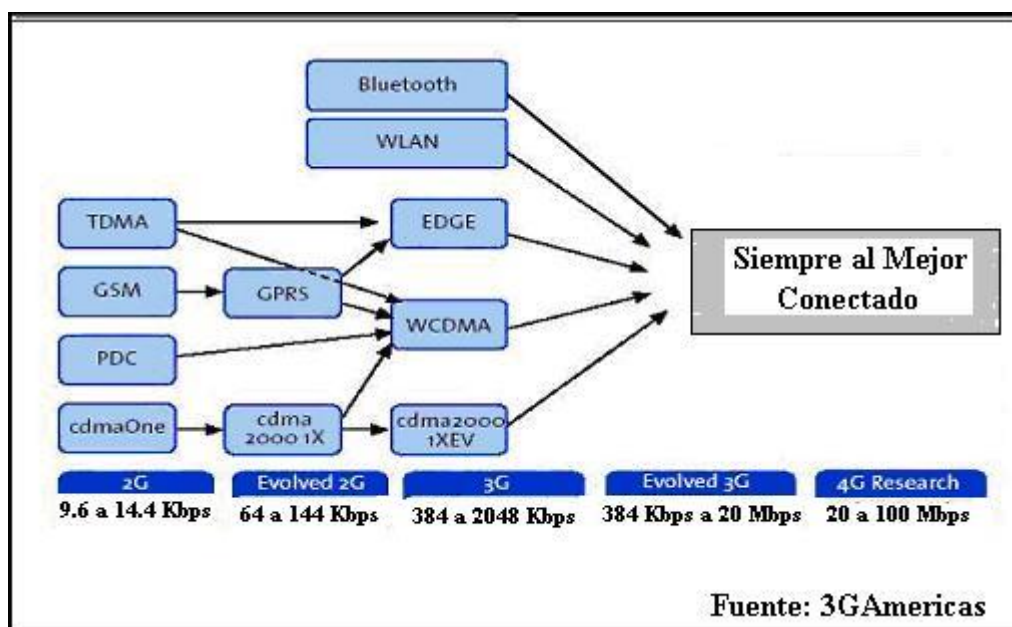 Bluetooth
WLAN
TDMA
EDGE
GSM
GPRS
WCDMA
PDC
cdmaOne
cdma
2000 1X
cdma2000
1XEV
Siempre al Mejor
Conectado
2G
Evolved 2G
3G
Evolved 3G
4G Research
9.6 a 14.4 Kbps
64 a 144 Kbps
384 a 2048 Kbps
384 Kbps a 20 Mbps
20 a 100 Mbps
Fuente: 3GAmericas